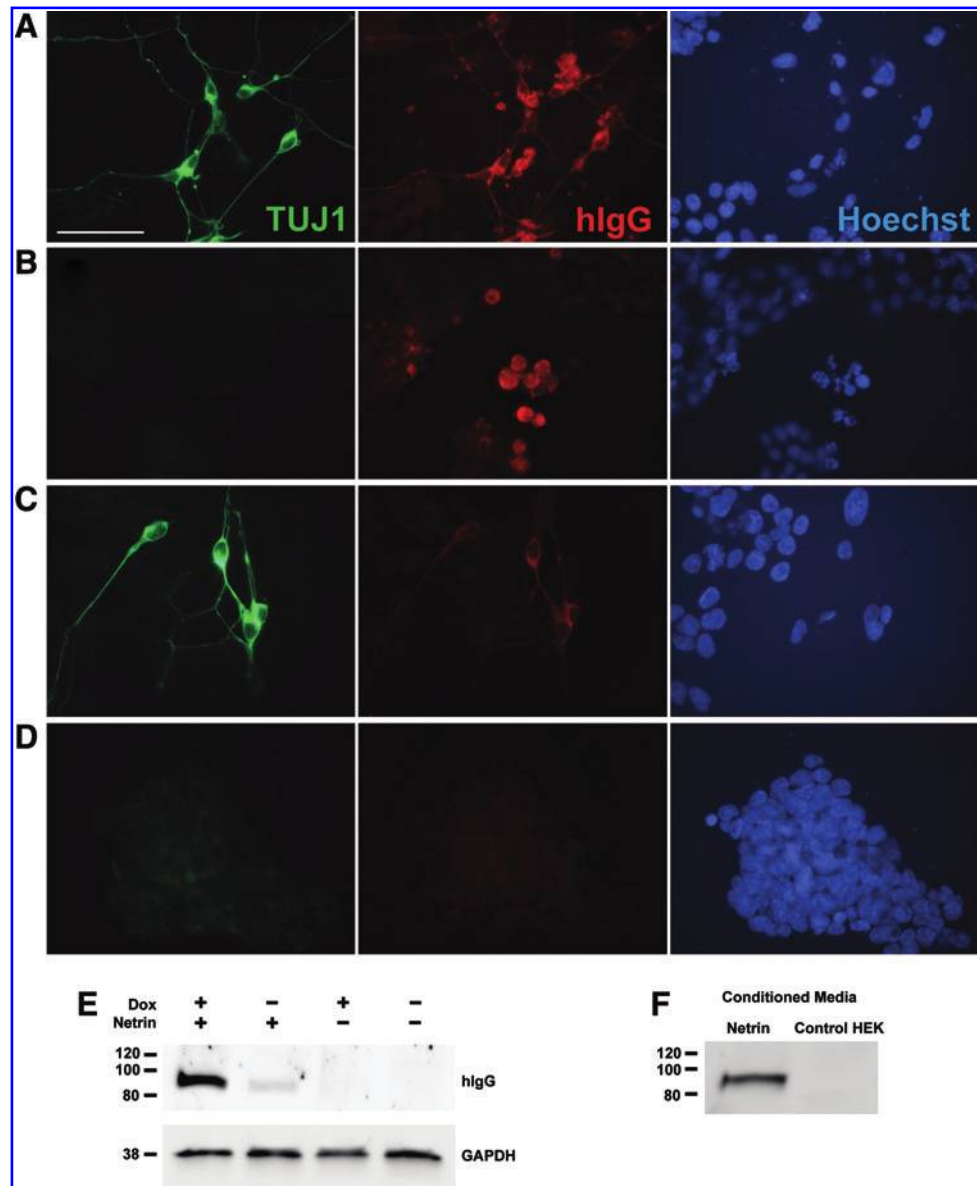 A
TUJ1
hIgG
Hoechst
B
C
D
E
Dox + – + –
Netrin + + – –
120
100
80
hIgG
38
GAPDH
F
Conditioned Media
Netrin Control HEK
120
100
80